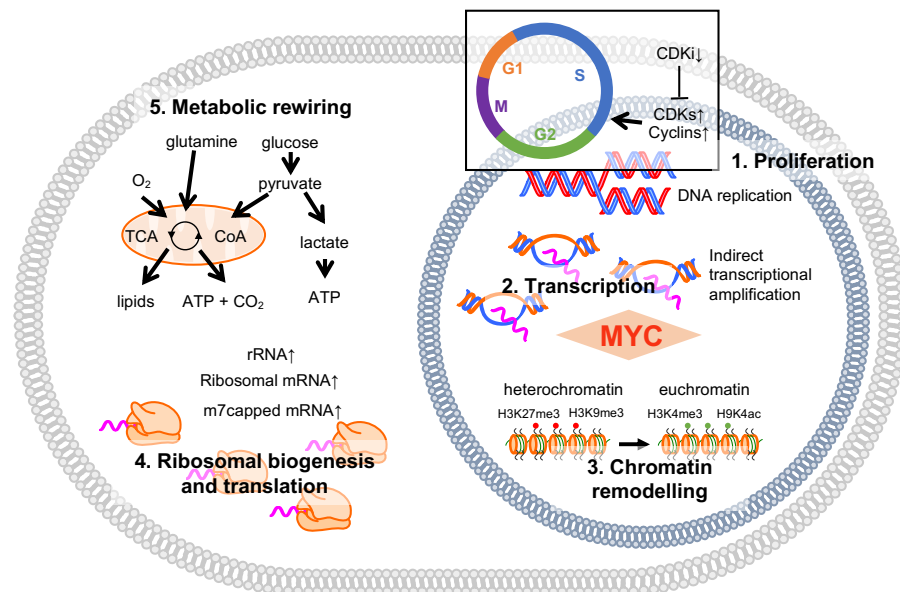 G1
S
M
G2
CDKi↓
CDKs↑
Cyclins↑
1. Proliferation
DNA replication
5. Metabolic rewiring
glutamine
glucose
O₂
pyruvate
TCA
CoA
lactate
lipids
ATP + CO₂
ATP
2. Transcription
Indirect
transcriptional
amplification
MYC
rRNA↑
Ribosomal mRNA↑
m7capped mRNA↑
4. Ribosomal biogenesis
and translation
heterochromatin
euchromatin
H3K27me3
H3K9me3
H3K4me3
H9K4ac
3. Chromatin
remodelling